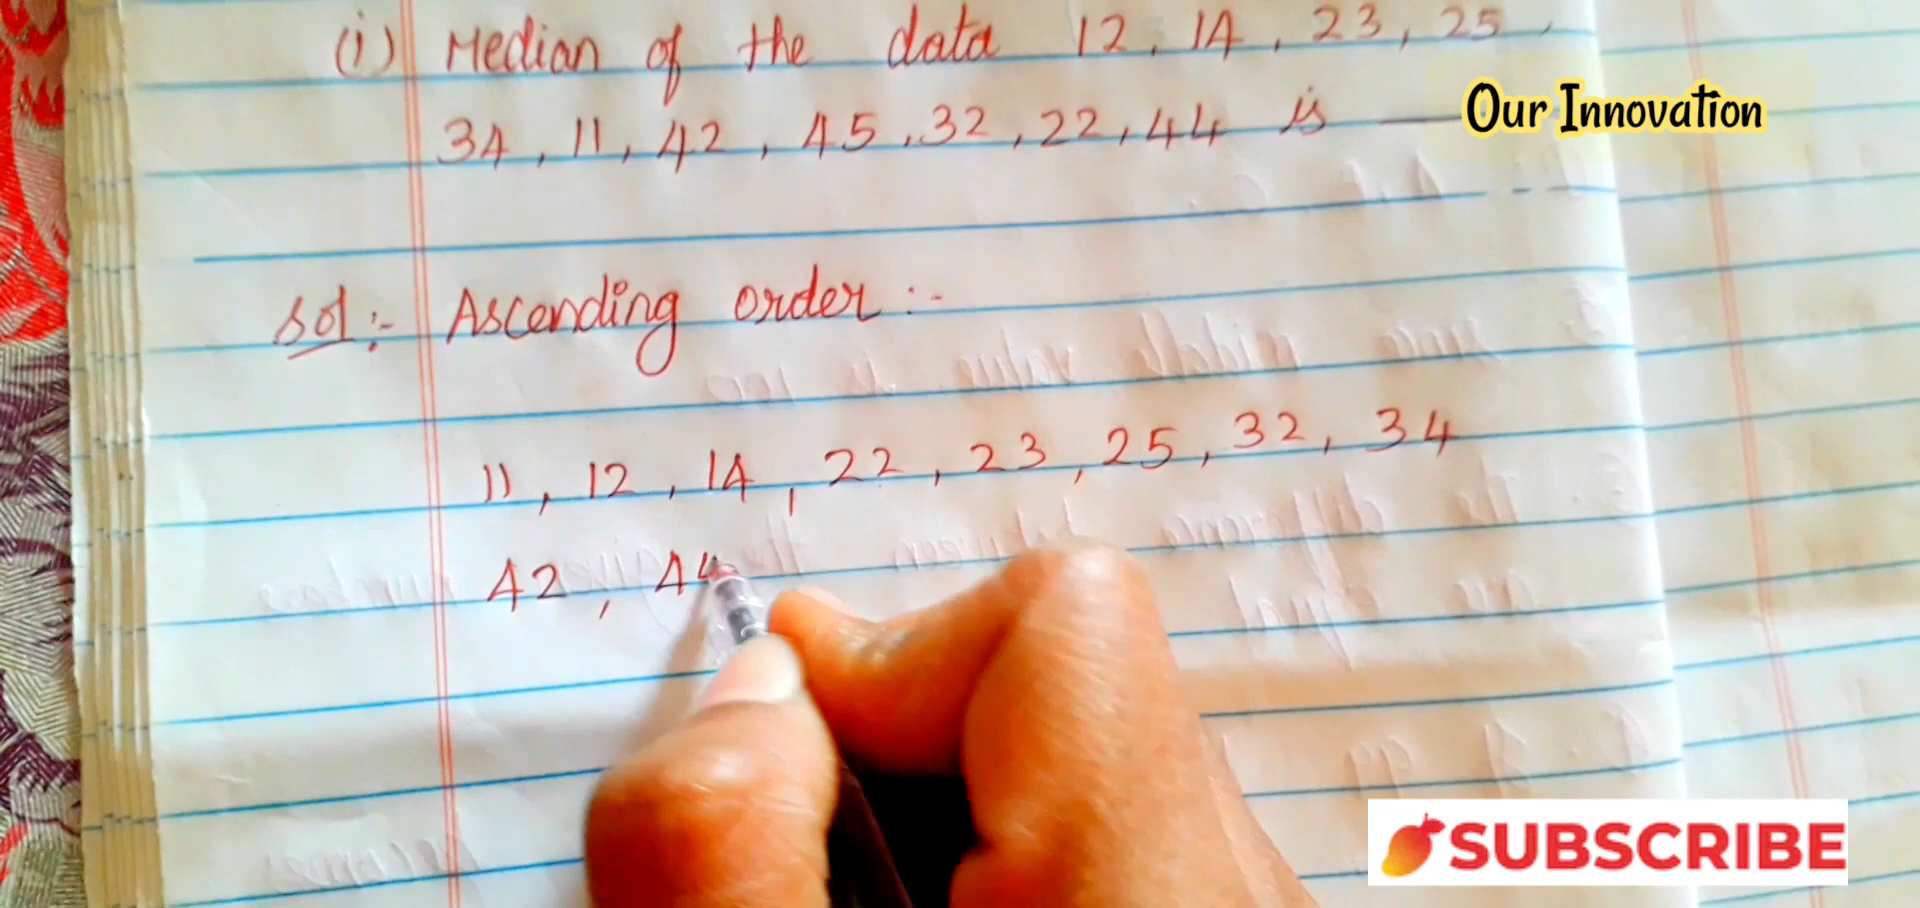 (i) Median of the data 12, 14, 23, 25,
34, 11, 42, 45, 32, 22, 44 is —
Our Innovation
Sol:- Ascending order:-
11, 12, 14, 22, 23, 25, 32, 34
42, 44
SUBSCRIBE